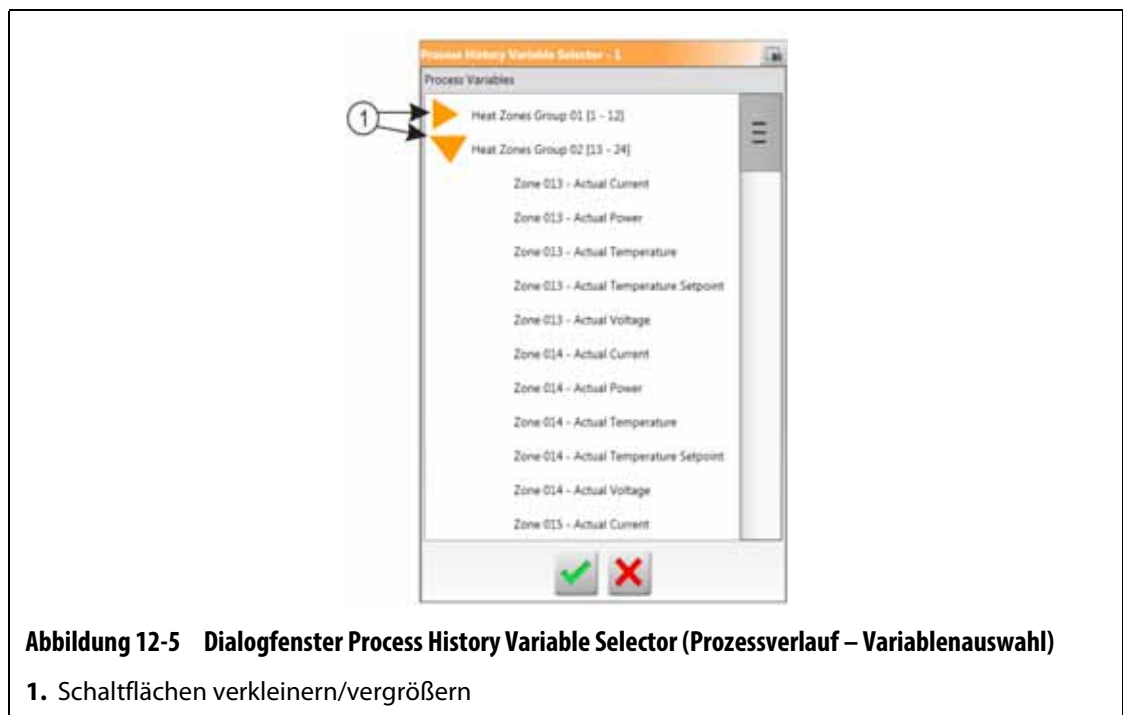 Process History Variable Selector - 1
Process Variables
1
Heat Zones Group 01 [1 - 12]
Heat Zones Group 02 [13 - 24]
Zone 013 - Actual Current
Zone 013 - Actual Power
Zone 013 - Actual Temperature
Zone 013 - Actual Temperature Setpoint
Zone 013 - Actual Voltage
Zone 014 - Actual Current
Zone 014 - Actual Power
Zone 014 - Actual Temperature
Zone 014 - Actual Temperature Setpoint
Zone 014 - Actual Voltage
Zone 015 - Actual Current
Abbildung 12-5 Dialogfenster Process History Variable Selector (Prozessverlauf – Variablenauswahl)
1. Schaltflächen verkleinern/vergrößern